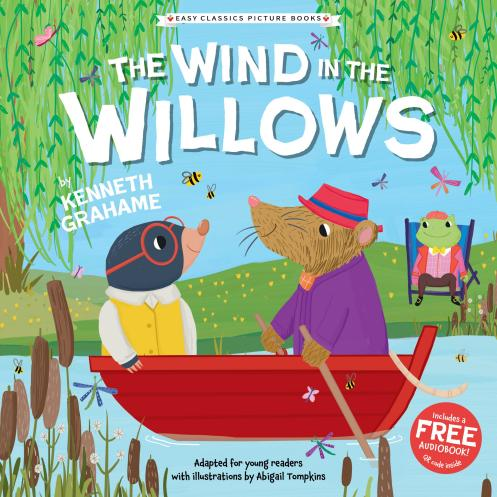 EASY CLASSICS PICTURE BOOKS
THE WIND IN THE
WILLOWS
by
KENNETH
GRAHAME
Includes a
FREE
AUDIOBOOK!
QR code inside
Adapted for young readers
with illustrations by Abigail Tompkins